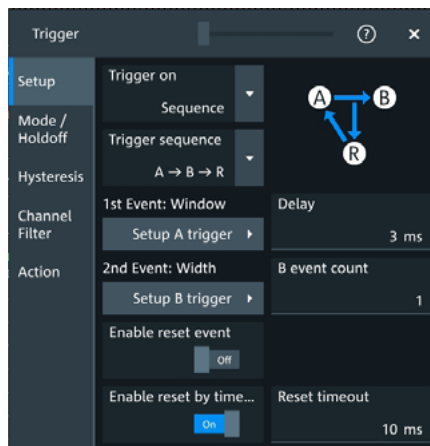 Trigger
?
×
Setup
Mode /
Holdoff
Hysteresis
Channel
Filter
Action
Trigger on
Sequence
Trigger sequence
A → B → R
A
B
R
1st Event: Window
Setup A trigger
Delay
3 ms
2nd Event: Width
Setup B trigger
B event count
1
Enable reset event
Off
Enable reset by time...
On
Reset timeout
10 ms